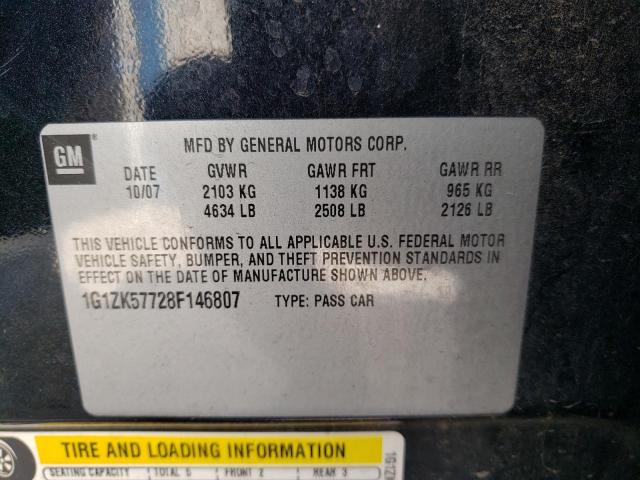 GM
MFD BY GENERAL MOTORS CORP.
DATE GVWR GAWR FRT GAWR RR
10/07 2103 KG 1138 KG 965 KG
4634 LB 2508 LB 2126 LB
THIS VEHICLE CONFORMS TO ALL APPLICABLE U.S. FEDERAL MOTOR
VEHICLE SAFETY, BUMPER, AND THEFT PREVENTION STANDARDS IN
EFFECT ON THE DATE OF MANUFACTURE SHOWN ABOVE.
1G1ZK57728F146807 TYPE: PASS CAR
TIRE AND LOADING INFORMATION
SEATING CAPACITY TOTAL 5 FRONT 2 REAR 3